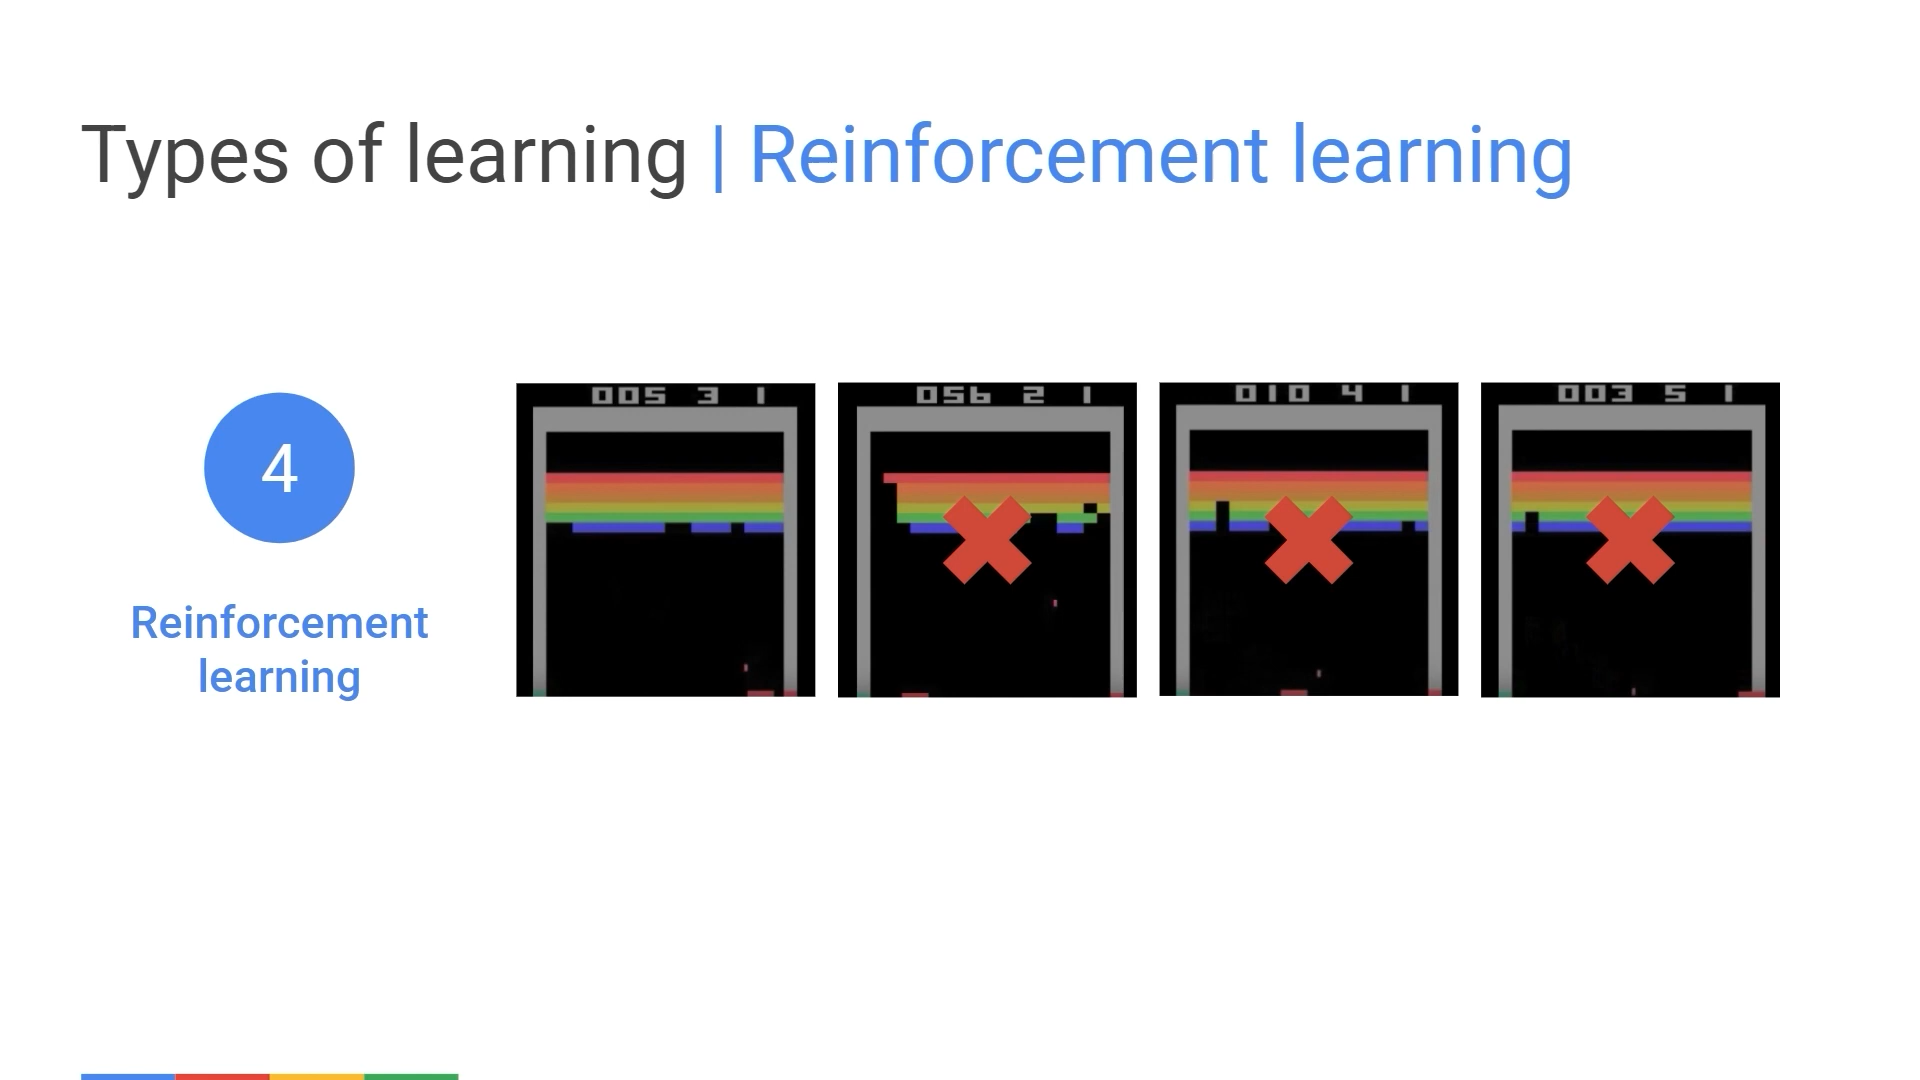 Types of learning | Reinforcement learning
005 3 1
056 2 1
010 4 1
003 5 1
4
Reinforcement
learning